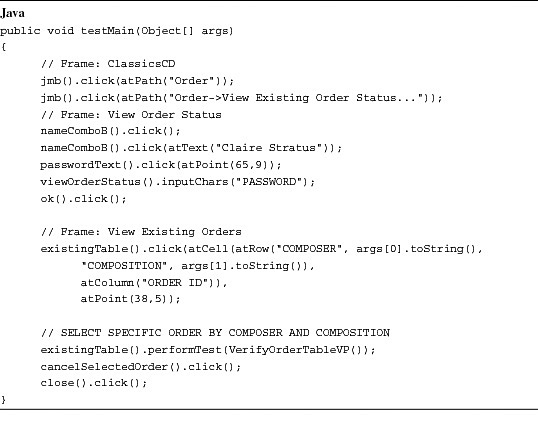 Java
public void testMain(Object[] args)
{
// Frame: ClassicsCD
jmb().click(atPath("Order"));
jmb().click(atPath("Order->View Existing Order Status..."));
// Frame: View Order Status
nameComboB().click();
nameComboB().click(atText("Claire Stratus"));
passwordText().click(atPoint(65,9));
viewOrderStatus().inputChars("PASSWORD");
ok().click();
// Frame: View Existing Orders
existingTable().click(atCell(atRow("COMPOSER", args[0].toString(),
"COMPOSITION", args[1].toString()),
atColumn("ORDER ID")),
atPoint(38,5));
// SELECT SPECIFIC ORDER BY COMPOSER AND COMPOSITION
existingTable().performTest(VerifyOrderTableVP());
cancelSelectedOrder().click();
close().click();
}